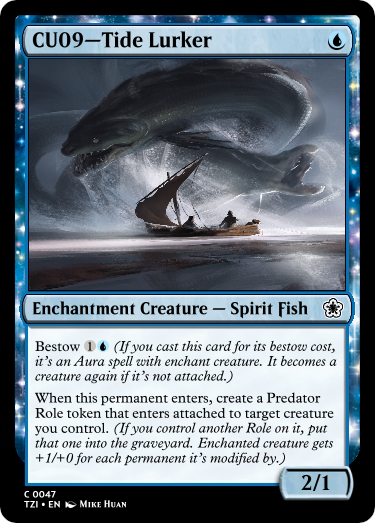 CU09—Tide Lurker
Enchantment Creature — Spirit Fish
Bestow 1 (If you cast this card for its bestow cost,
it's an Aura spell with enchant creature. It becomes a
creature again if it's not attached.)
When this permanent enters, create a Predator
Role token that enters attached to target creature
you control. (If you control another Role on it, put
that one into the graveyard. Enchanted creature gets
+1/+0 for each permanent it's modified by.)
2/1
C 0047
TZI • EN Mike Huan